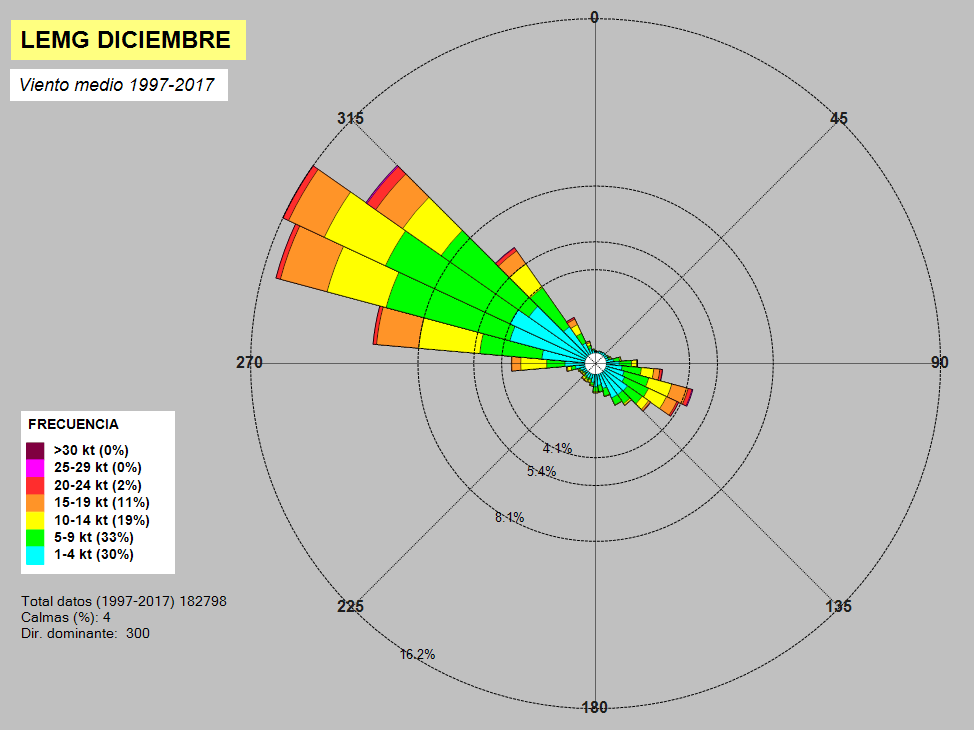 LEMG DICIEMBRE
Viento medio 1997-2017
0
315
45
270
90
4.1%
5.4%
8.1%
225
135
16.2%
180
FRECUENCIA
>30 kt (0%)
25-29 kt (0%)
20-24 kt (2%)
15-19 kt (11%)
10-14 kt (19%)
5-9 kt (33%)
1-4 kt (30%)
Total datos (1997-2017) 182798
Calmas (%): 4
Dir. dominante: 300